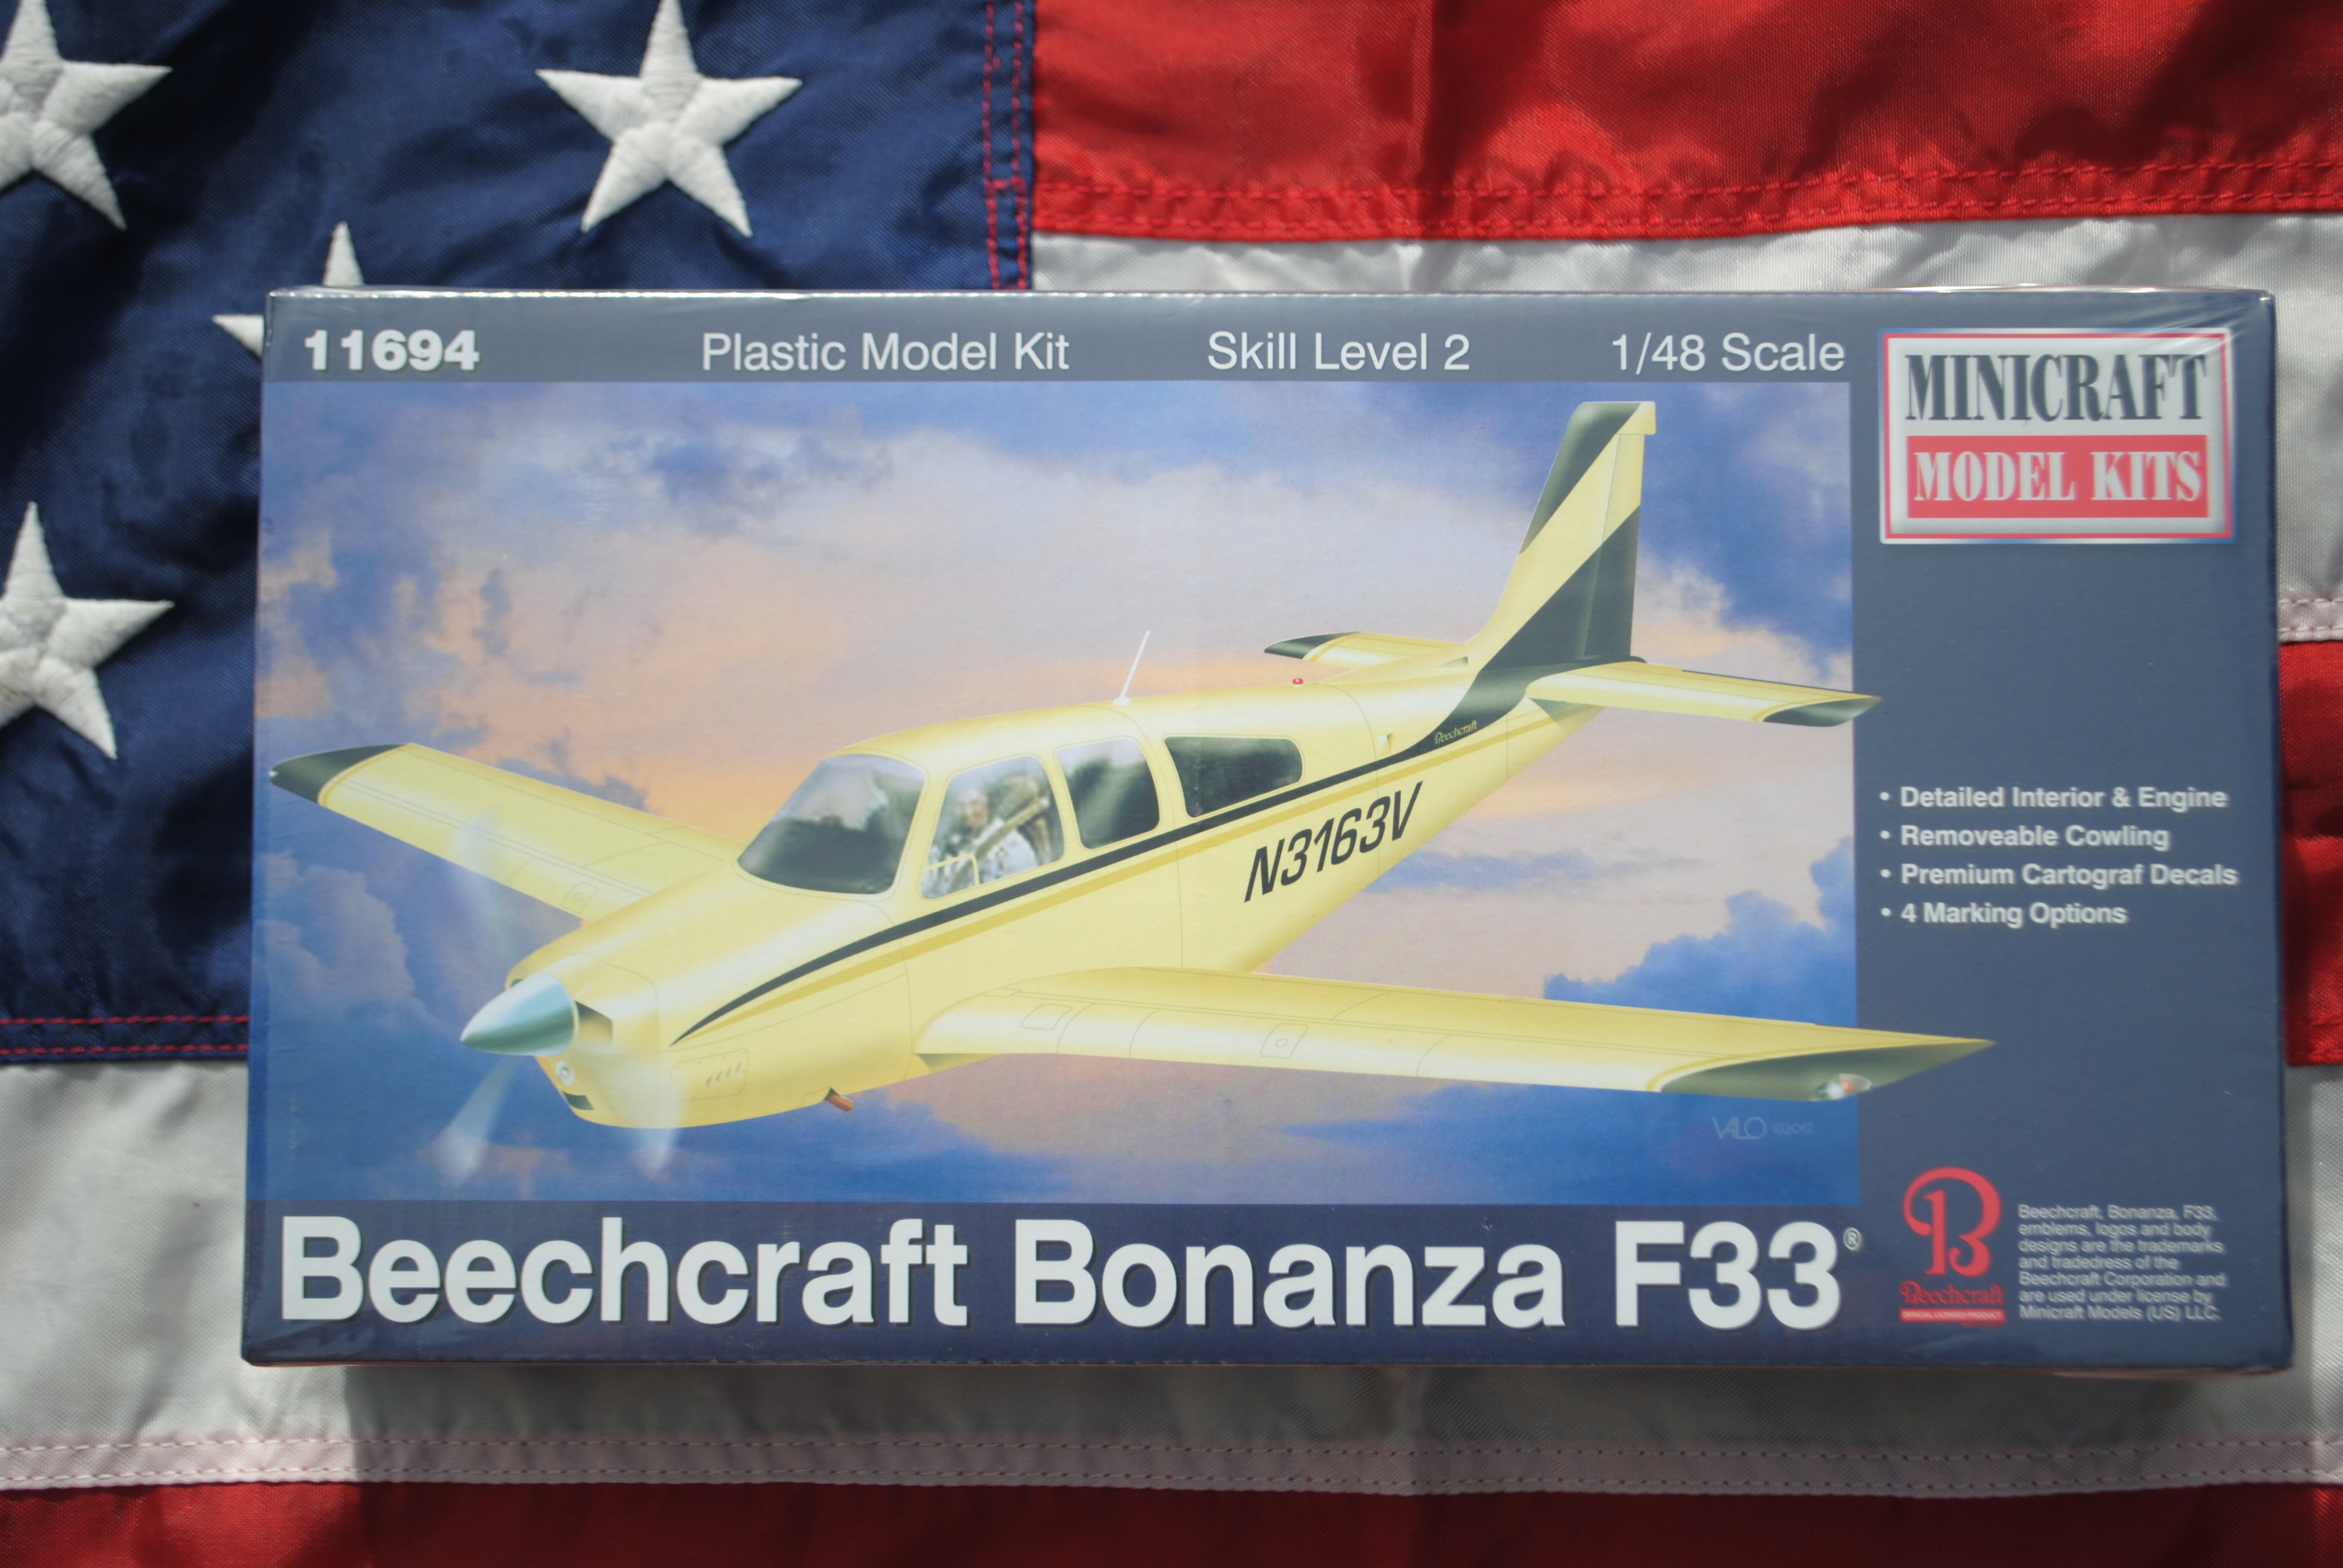 11694 Plastic Model Kit Skill Level 2 1/48 Scale
MINICRAFT
MODEL KITS
Beechcraft
N3163V
• Detailed Interior & Engine
• Removeable Cowling
• Premium Cartograf Decals
• 4 Marking Options
VALO ©2017
Beechcraft Bonanza F33®
B
Beechcraft
OFFICIAL LICENSED PRODUCT
Beechcraft, Bonanza, F33,
emblems, logos and body
designs are the trademarks
and tradedress of the
Beechcraft Corporation and
are used under license by
Minicraft Models (US) LLC.